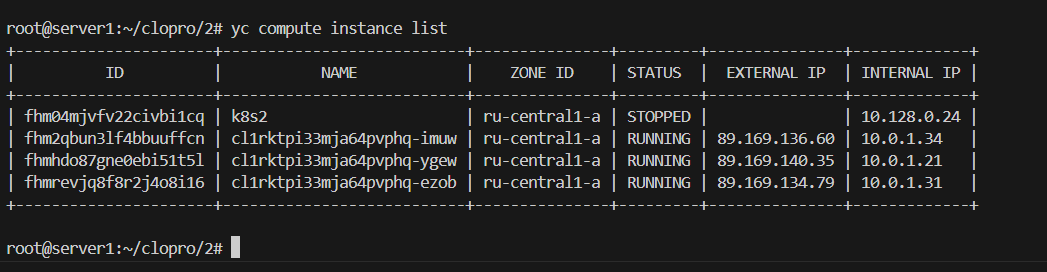 root@server1:~/clopro/2# yc compute instance list
+----------------------+---------------------------+---------------+---------+----------------+-------------+
|          ID          |           NAME            |    ZONE ID    | STATUS  |  EXTERNAL IP   | INTERNAL IP |
+----------------------+---------------------------+---------------+---------+----------------+-------------+
| fhm04mjvfv22civbi1cq | k8s2                      | ru-central1-a | STOPPED |                | 10.128.0.24 |
| fhm2qbun3lf4bbuuffcn | cl1rktpi33mja64pvphq-imuw | ru-central1-a | RUNNING | 89.169.136.60  | 10.0.1.34   |
| fhmhdo87gne0ebi51t5l | cl1rktpi33mja64pvphq-ygew | ru-central1-a | RUNNING | 89.169.140.35  | 10.0.1.21   |
| fhmrevjq8f8r2j4o8i16 | cl1rktpi33mja64pvphq-ezob | ru-central1-a | RUNNING | 89.169.134.79  | 10.0.1.31   |
+----------------------+---------------------------+---------------+---------+----------------+-------------+
root@server1:~/clopro/2#